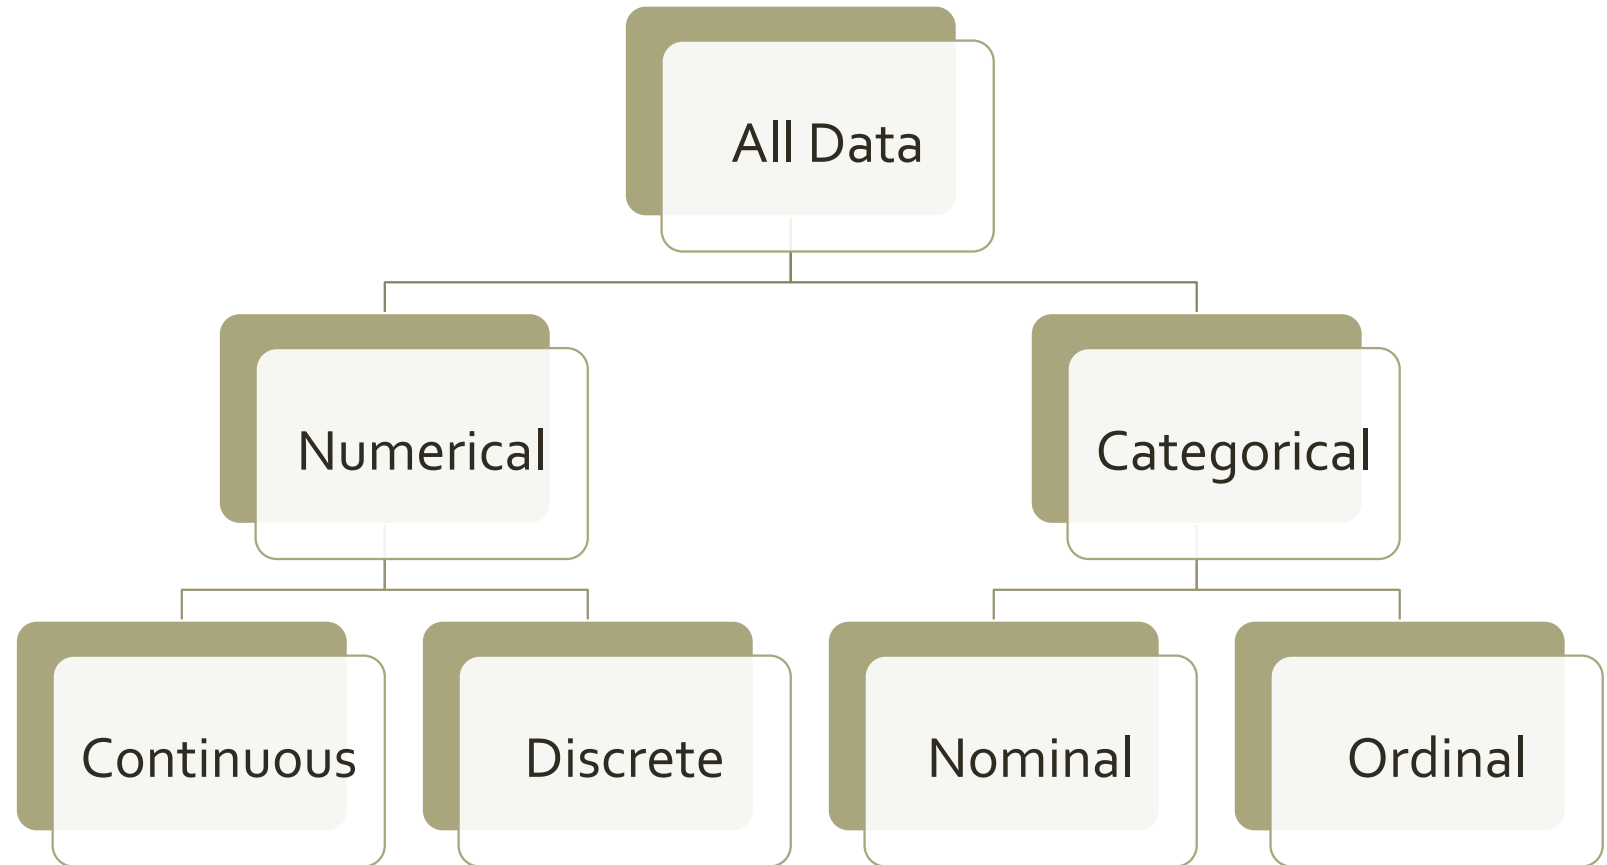 All Data
Numerical
Categorical
Continuous
Discrete
Nominal
Ordinal